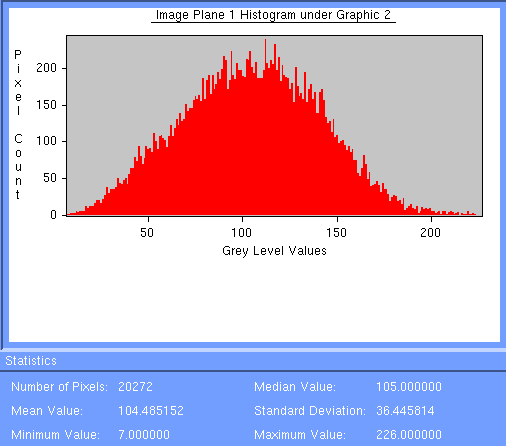 Image Plane 1 Histogram under Graphic 2
Pixel Count
200
150
100
50
0
50 100 150 200
Grey Level Values
Statistics
Number of Pixels: 20272 Median Value: 105.000000
Mean Value: 104.485152 Standard Deviation: 36.445814
Minimum Value: 7.000000 Maximum Value: 226.000000